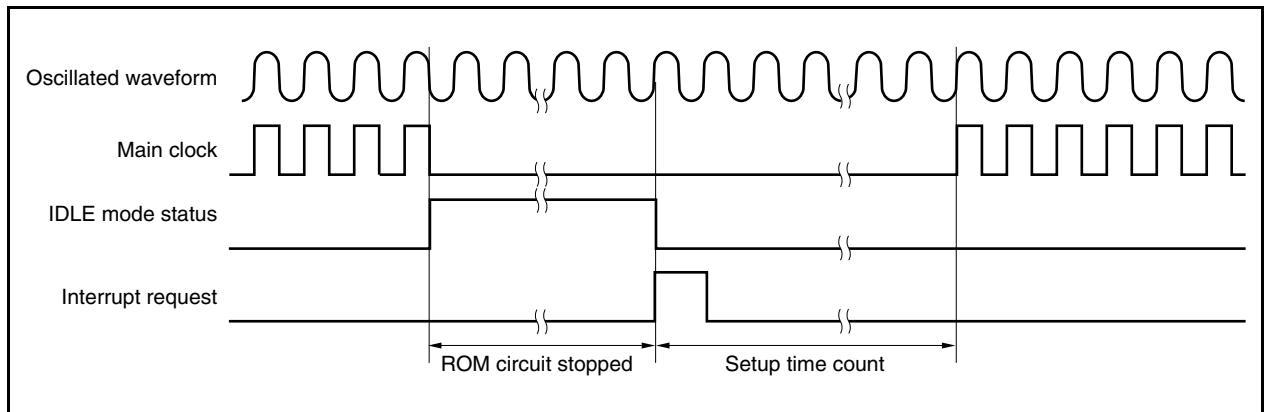 Oscillated waveform
Main clock
IDLE mode status
Interrupt request
ROM circuit stopped
Setup time count